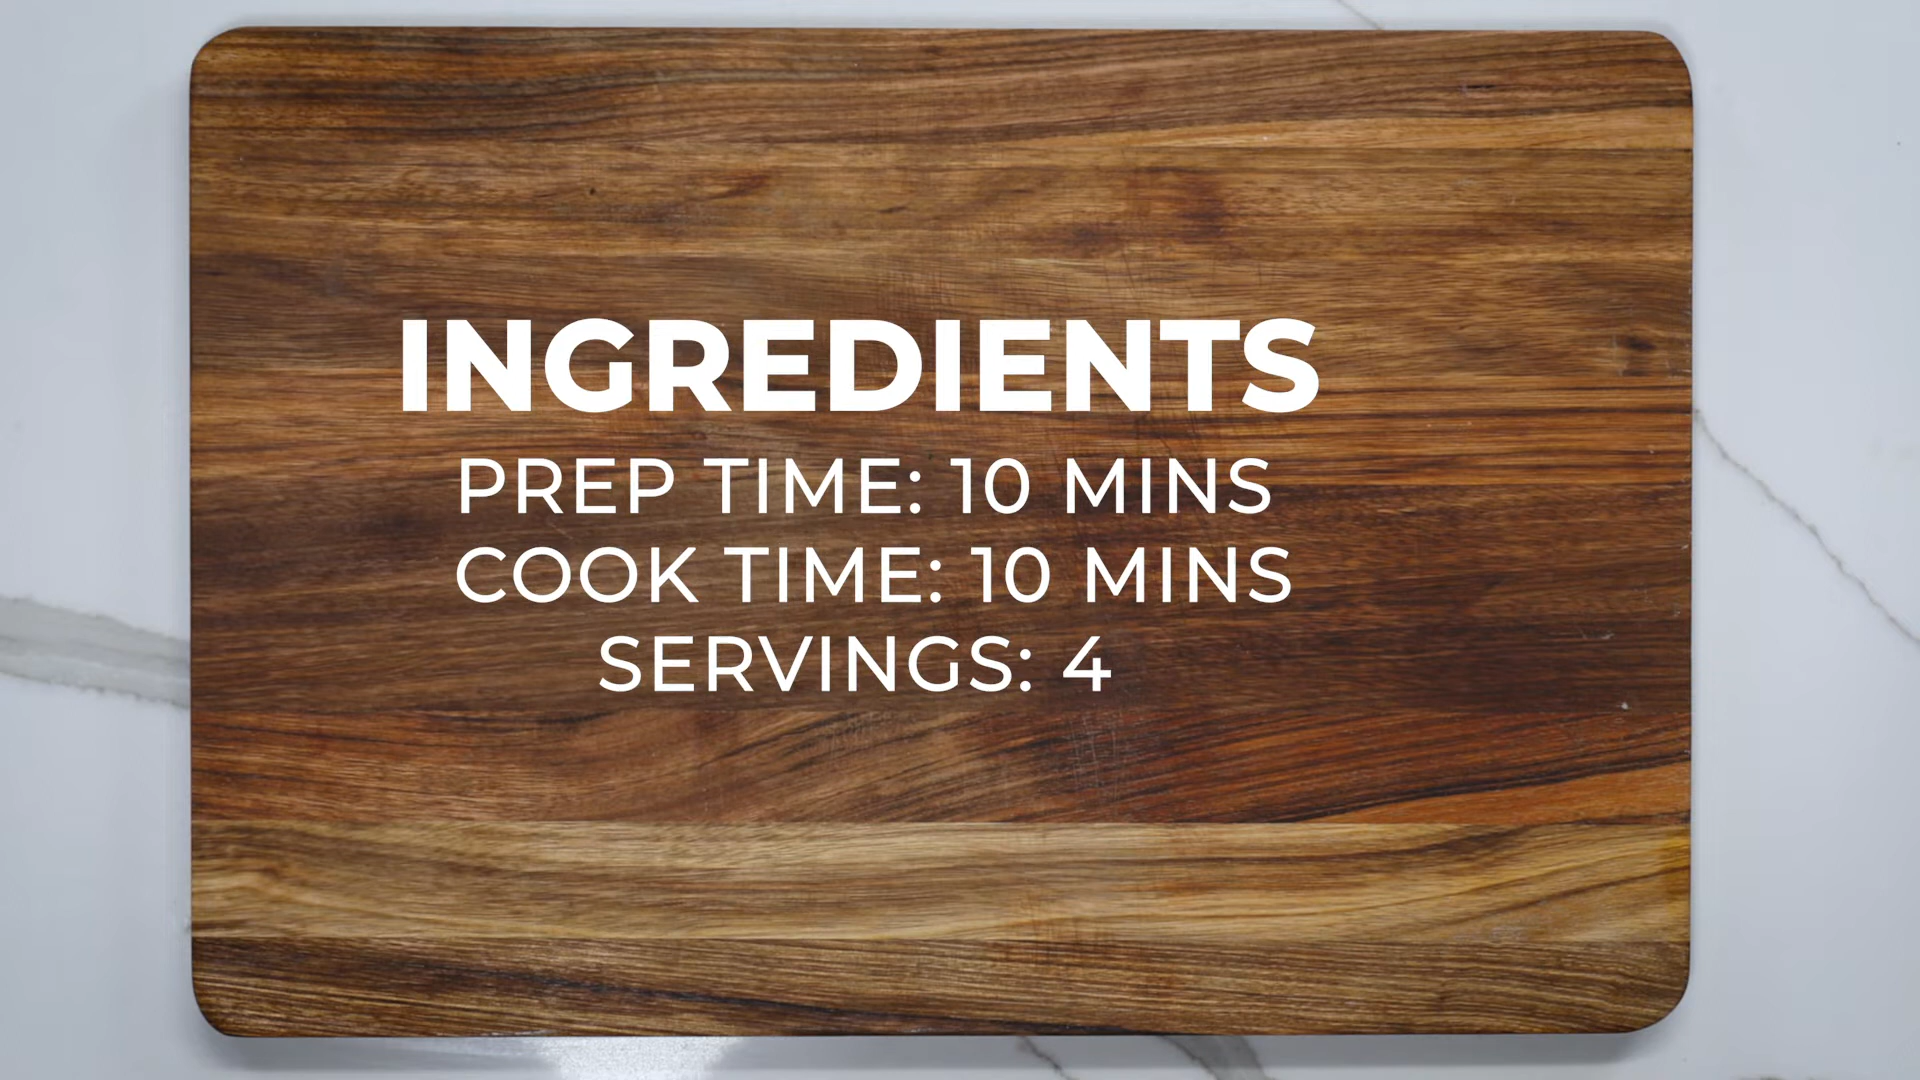 INGREDIENTS
PREP TIME: 10 MINS
COOK TIME: 10 MINS
SERVINGS: 4